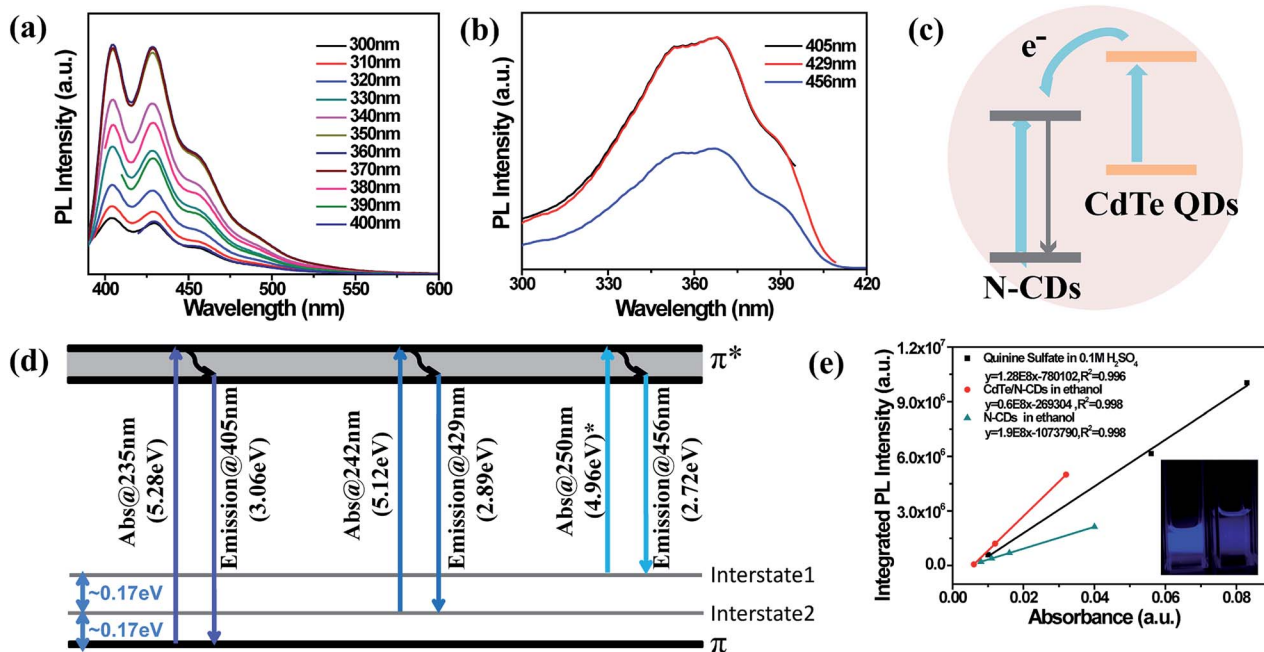 (a)
PL Intensity (a.u.)
300nm
310nm
320nm
330nm
340nm
350nm
360nm
370nm
380nm
390nm
400nm
400 450 500 550 600
Wavelength (nm)
(b)
PL Intensity (a.u.)
405nm
429nm
456nm
300 330 360 390 420
Wavelength (nm)
(c)
e-
CdTe QDs
N-CDs
(d)
π*
Abs@235nm
(5.28eV)
Emission@405nm
(3.06eV)
Abs@242nm
(5.12eV)
Emission@429nm
(2.89eV)
Abs@250nm
(4.96eV)*
Emission@456nm
(2.72eV)
Interstate1
~0.17eV
Interstate2
~0.17eV
π
(e)
Integrated PL Intensity (a.u.)
1.2x10⁷
9.0x10⁶
6.0x10⁶
3.0x10⁶
0.0
Quinine Sulfate in 0.1M H₂SO₄
y=1.28E8x-780102,R²=0.996
CdTe/N-CDs in ethanol
y=0.6E8x-269304 ,R²=0.998
N-CDs in ethanol
y=1.9E8x-1073790,R²=0.998
0.00 0.02 0.04 0.06 0.08
Absorbance (a.u.)